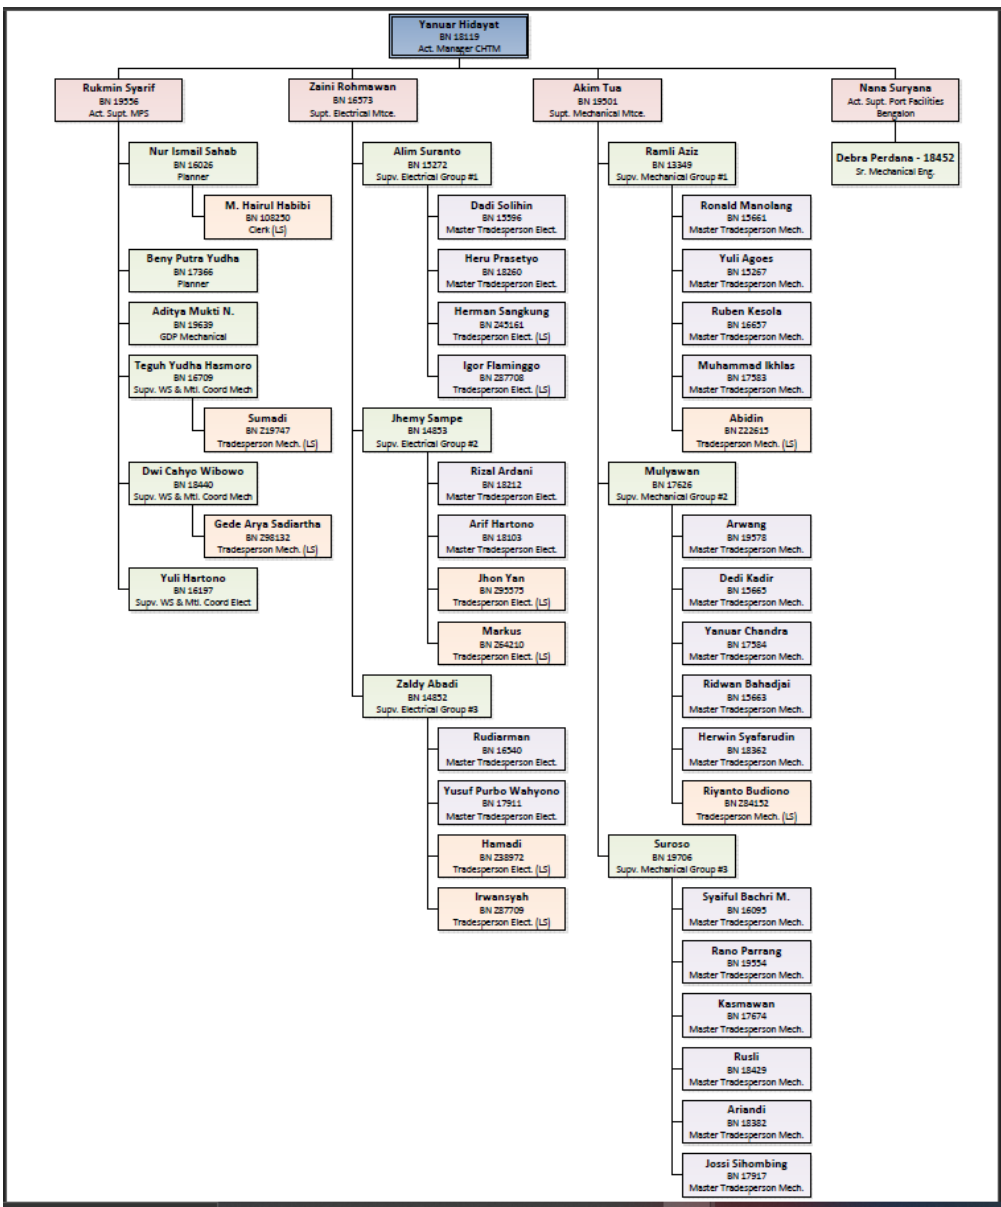 Yanuar Hidayat
BN 18119
Act. Manager CHTM
Rukmin Syarif
BN 19556
Act. Supt. MPS
Nur Ismail Sahab
BN 16026
Planner
M. Hairul Habibi
BN 108250
Clerk (LS)
Beny Putra Yudha
BN 17366
Planner
Aditya Mukti N.
BN 19639
GDP Mechanical
Teguh Yudha Hasmoro
BN 16709
Supv. WS & Mtl. Coord Mech
Sumadi
BN Z19747
Tradesperson Mech. (LS)
Dwi Cahyo Wibowo
BN 18440
Supv. WS & Mtl. Coord Mech
Gede Arya Sadiartha
BN Z98132
Tradesperson Mech. (LS)
Yuli Hartono
BN 16197
Supv. WS & Mtl. Coord Elect
Zaini Rohmawan
BN 16573
Supt. Electrical Mtce.
Alim Suranto
BN 15272
Supv. Electrical Group #1
Dadi Solihin
BN 15596
Master Tradesperson Elect.
Heru Prasetyo
BN 18260
Master Tradesperson Elect.
Herman Sangkung
BN Z45161
Tradesperson Elect. (LS)
Igor Flaminggo
BN Z87708
Tradesperson Elect. (LS)
Jhemy Sampe
BN 14853
Supv. Electrical Group #2
Rizal Ardani
BN 18212
Master Tradesperson Elect.
Arif Hartono
BN 18103
Master Tradesperson Elect.
Jhon Yan
BN Z95575
Tradesperson Elect. (LS)
Markus
BN Z64210
Tradesperson Elect. (LS)
Zaldy Abadi
BN 14852
Supv. Electrical Group #3
Rudiarman
BN 16540
Master Tradesperson Elect.
Yusuf Purbo Wahyono
BN 17911
Master Tradesperson Elect.
Hamadi
BN Z38972
Tradesperson Elect. (LS)
Irwansyah
BN Z87709
Tradesperson Elect. (LS)
Akim Tua
BN 19501
Supt. Mechanical Mtce.
Ramli Aziz
BN 13349
Supv. Mechanical Group #1
Ronald Manolang
BN 15661
Master Tradesperson Mech.
Yuli Agoes
BN 15267
Master Tradesperson Mech.
Ruben Kesola
BN 16657
Master Tradesperson Mech.
Muhammad Ikhlas
BN 17583
Master Tradesperson Mech.
Abidin
BN Z22615
Tradesperson Mech. (LS)
Mulyawan
BN 17626
Supv. Mechanical Group #2
Arwang
BN 19578
Master Tradesperson Mech.
Dedi Kadir
BN 15665
Master Tradesperson Mech.
Yanuar Chandra
BN 17584
Master Tradesperson Mech.
Ridwan Bahadjai
BN 15663
Master Tradesperson Mech.
Herwin Syafarudin
BN 18362
Master Tradesperson Mech.
Riyanto Budiono
BN Z84152
Tradesperson Mech. (LS)
Suroso
BN 19706
Supv. Mechanical Group #3
Syaiful Bachri M.
BN 16095
Master Tradesperson Mech.
Rano Parrang
BN 19554
Master Tradesperson Mech.
Kasmawan
BN 17674
Master Tradesperson Mech.
Rusli
BN 18429
Master Tradesperson Mech.
Ariandi
BN 18382
Master Tradesperson Mech.
Jossi Sihombing
BN 17917
Master Tradesperson Mech.
Nana Suryana
Act. Supt. Port Facilities
Bengalon
Debra Perdana - 18452
Sr. Mechanical Eng.